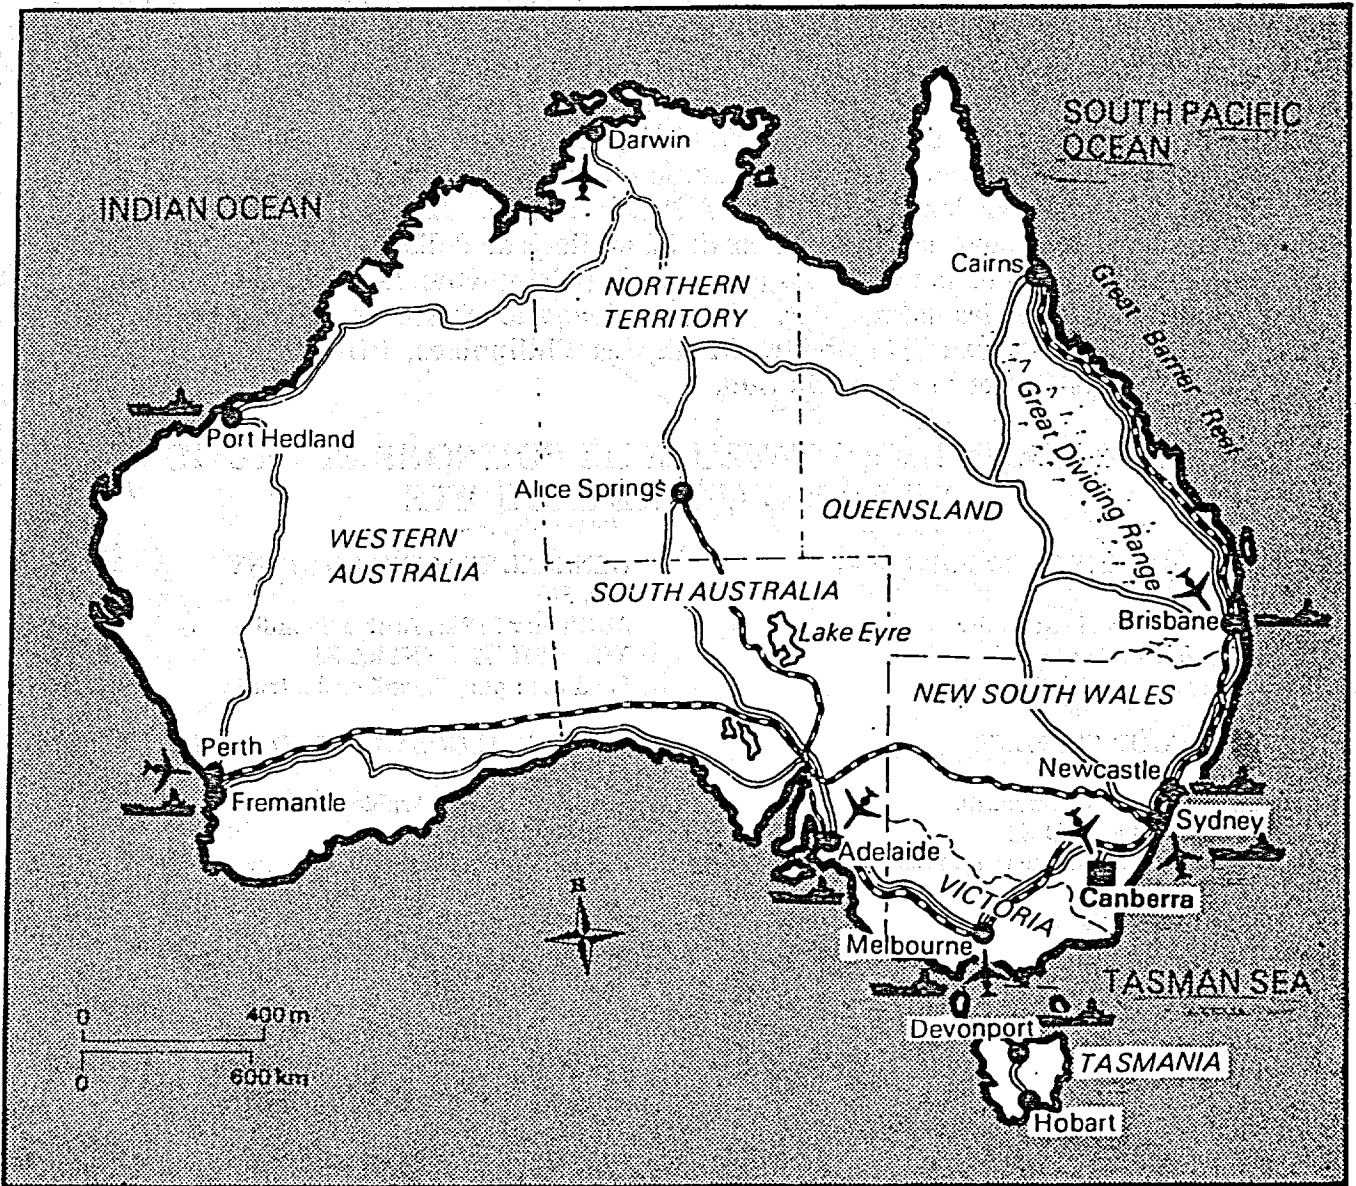 SOUTH PACIFIC
OCEAN
Darwin
INDIAN OCEAN
Cairns
Great Barrier Reef
NORTHERN
TERRITORY
Great Dividing Range
Port Hedland
Alice Springs
QUEENSLAND
WESTERN
AUSTRALIA
SOUTH AUSTRALIA
Lake Eyre
Brisbane
NEW SOUTH WALES
Perth
Newcastle
Fremantle
Sydney
Adelaide
N
VICTORIA
Canberra
Melbourne
TASMAN SEA
0 400 m
Devonport
0 600 km
TASMANIA
Hobart